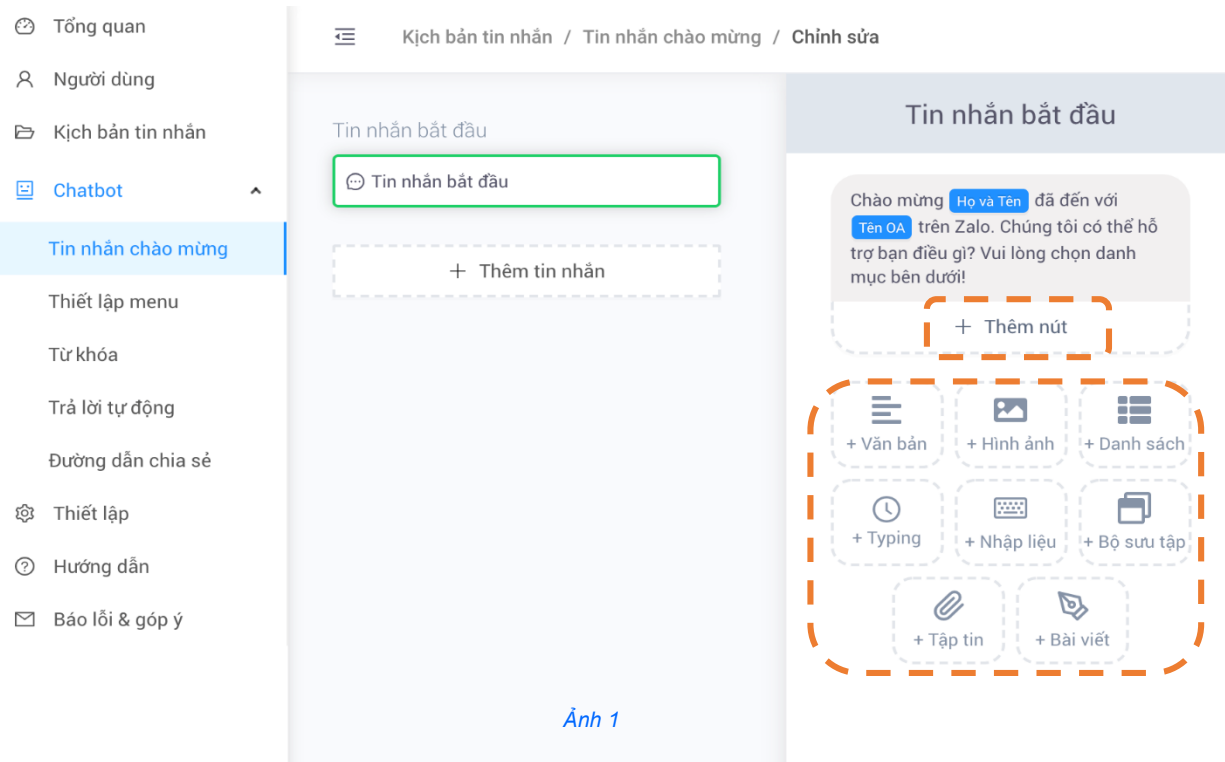 Tổng quan
Người dùng
Kịch bản tin nhắn
Chatbot
Tin nhắn chào mừng
Thiết lập menu
Từ khóa
Trả lời tự động
Đường dẫn chia sẻ
Thiết lập
Hướng dẫn
Báo lỗi & góp ý
Kịch bản tin nhắn / Tin nhắn chào mừng / Chỉnh sửa
Tin nhắn bắt đầu
Tin nhắn bắt đầu
+ Thêm tin nhắn
Ảnh 1
Tin nhắn bắt đầu
Chào mừng Họ và Tên đã đến với
Tên OA trên Zalo. Chúng tôi có thể hỗ
trợ bạn điều gì? Vui lòng chọn danh
mục bên dưới!
+ Thêm nút
+ Văn bản + Hình ảnh + Danh sách
+ Typing + Nhập liệu + Bộ sưu tập
+ Tập tin + Bài viết